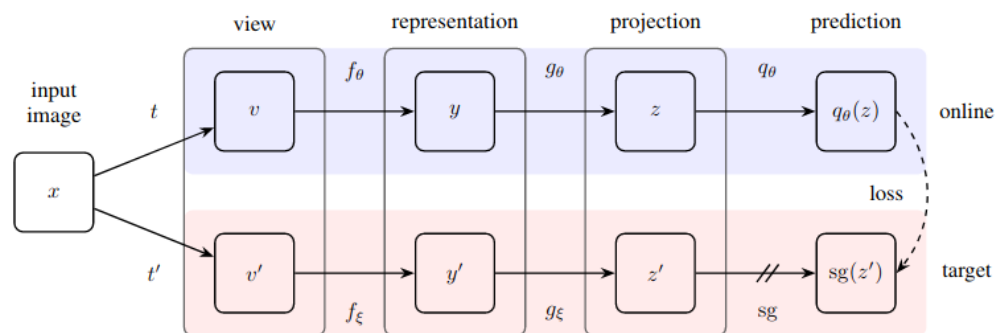 view representation projection prediction
input
image
t
f_θ
g_θ
q_θ
v
y
z
q_θ(z)
online
x
loss
t′
v′
y′
z′
sg(z′)
target
f_ξ
g_ξ
sg